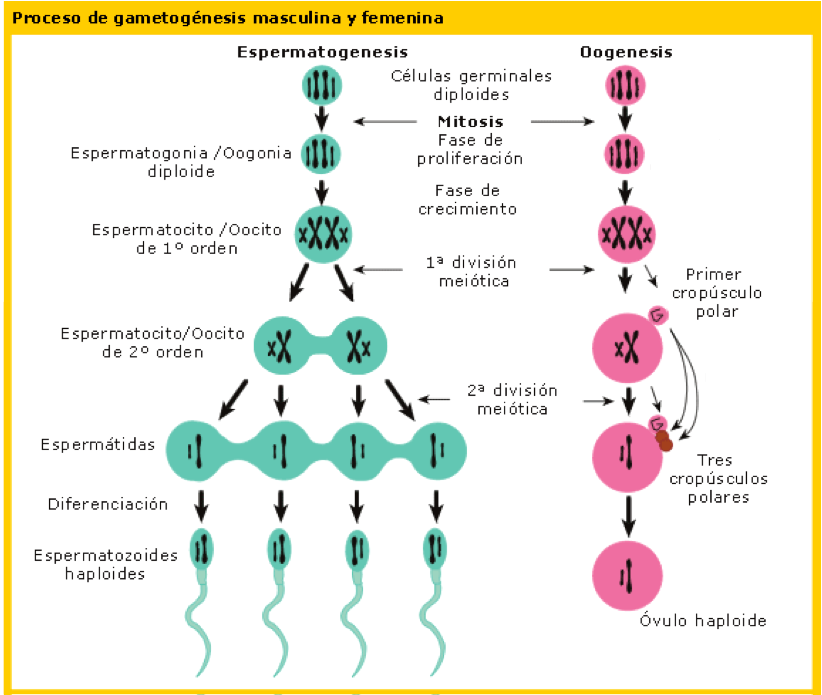 Proceso de gametogénesis masculina y femenina
Espermatogenesis
Oogenesis
Células germinales
diploides
Mitosis
Fase de
proliferación
Espermatogonia /Oogonia
diploide
Fase de
crecimiento
Espermatocito /Oocito
de 1º orden
1ª división
meiótica
Primer
cropúsculo
polar
Espermatocito/Oocito
de 2º orden
2ª división
meiótica
Espermátidas
Tres
cropúsculos
polares
Diferenciación
Espermatozoides
haploides
Óvulo haploide